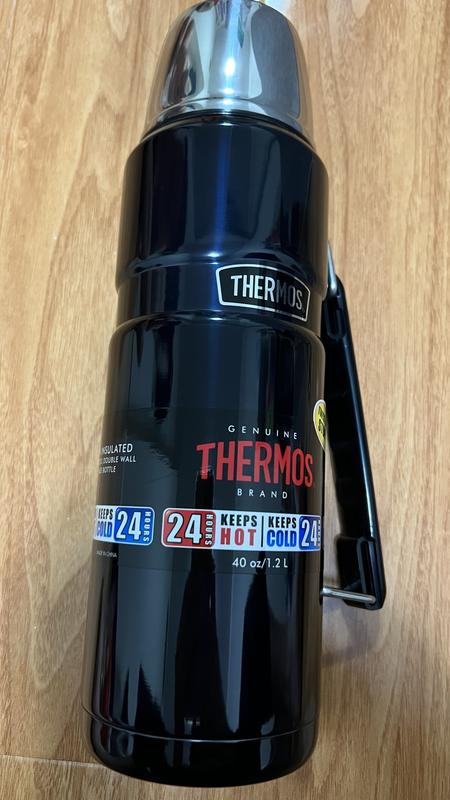 THERMOS
INSULATED
DOUBLE WALL
BOTTLE
KEEPS
COLD 24 HOURS
MADE IN CHINA
GENUINE
THERMOS
BRAND
24 HOURS KEEPS HOT KEEPS COLD 24
40 oz/1.2 L